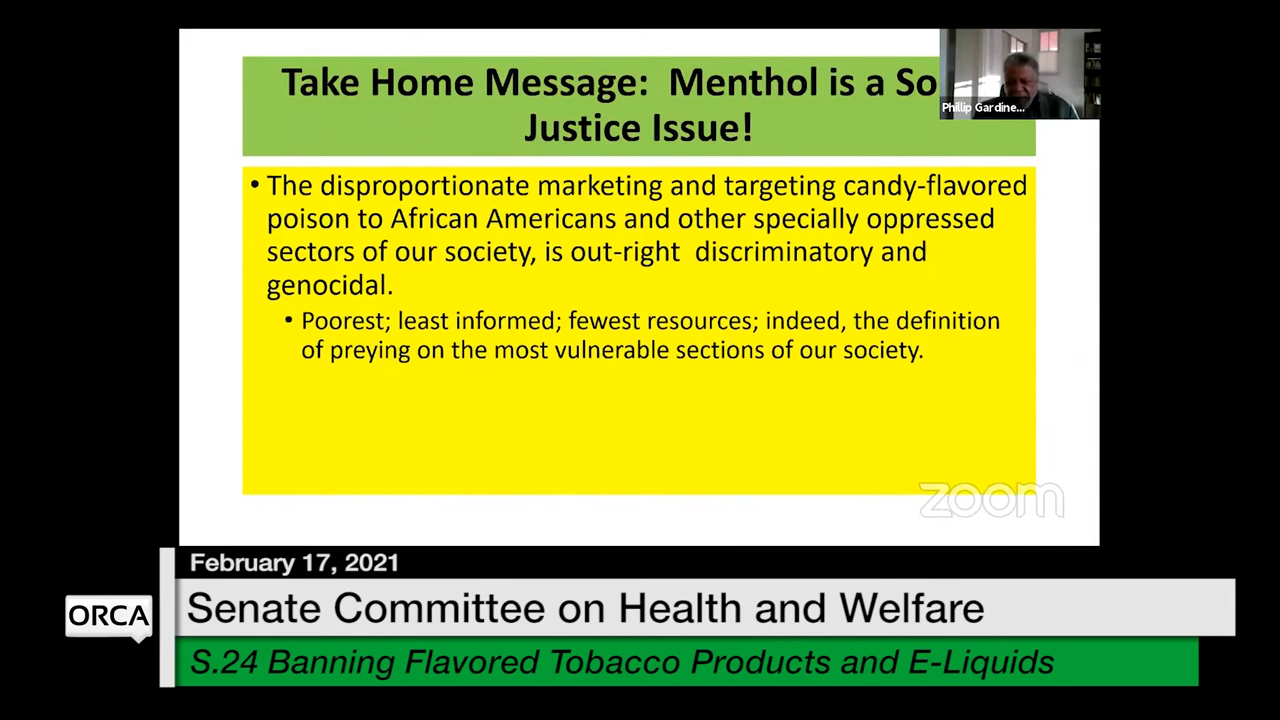 Take Home Message: Menthol is a So
Justice Issue!
Phillip Gardine...
• The disproportionate marketing and targeting candy-flavored
poison to African Americans and other specially oppressed
sectors of our society, is out-right discriminatory and
genocidal.
• Poorest; least informed; fewest resources; indeed, the definition
of preying on the most vulnerable sections of our society.
zoom
February 17, 2021
ORCA
Senate Committee on Health and Welfare
S.24 Banning Flavored Tobacco Products and E-Liquids